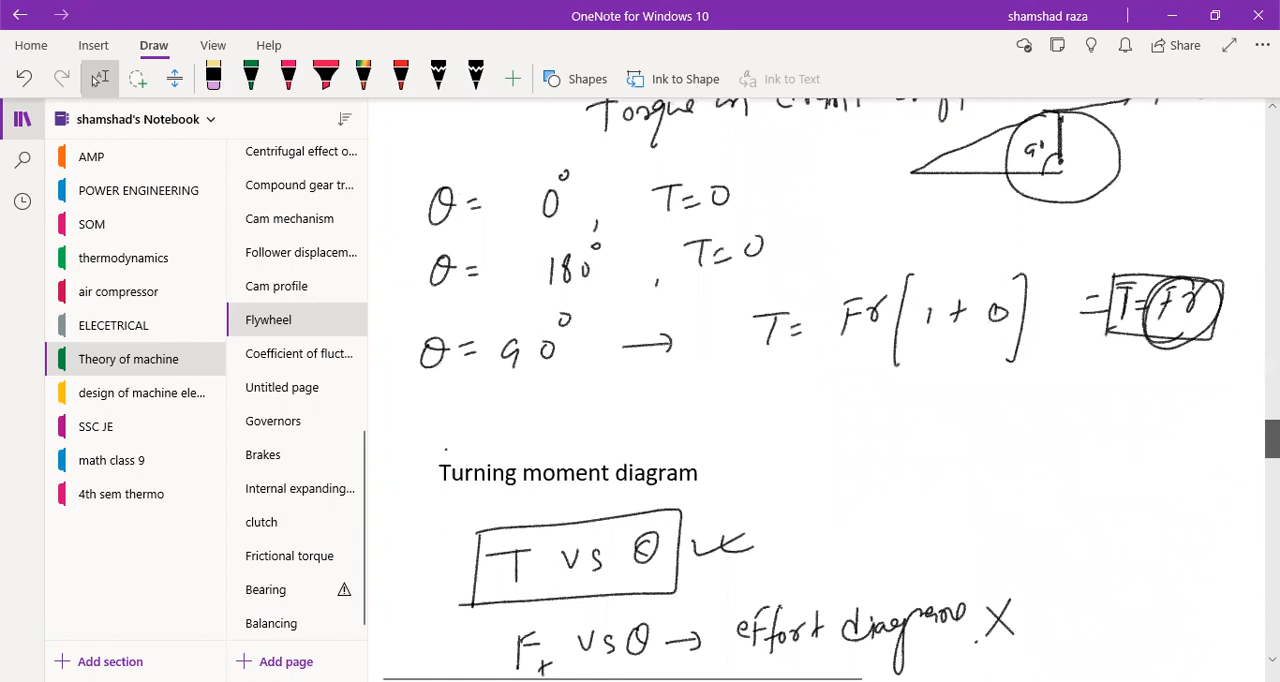 OneNote for Windows 10
shamshad raza
Home Insert Draw View Help
Share
Shapes Ink to Shape Ink to Text
shamshad's Notebook
AMP
POWER ENGINEERING
SOM
thermodynamics
air compressor
ELECETRICAL
Theory of machine
design of machine ele...
SSC JE
math class 9
4th sem thermo
Add section
Centrifugal effect o...
Compound gear tr...
Cam mechanism
Follower displacem...
Cam profile
Flywheel
Coefficient of fluct...
Untitled page
Governors
Brakes
Internal expanding...
clutch
Frictional torque
Bearing
Balancing
Add page
Torque in
θ = 0°, T = 0
θ = 180°, T = 0
θ = 90° → T = Fr [1 + 0] = T = Fr
Turning moment diagram
T vs θ
Ft vs θ → effort diagram X